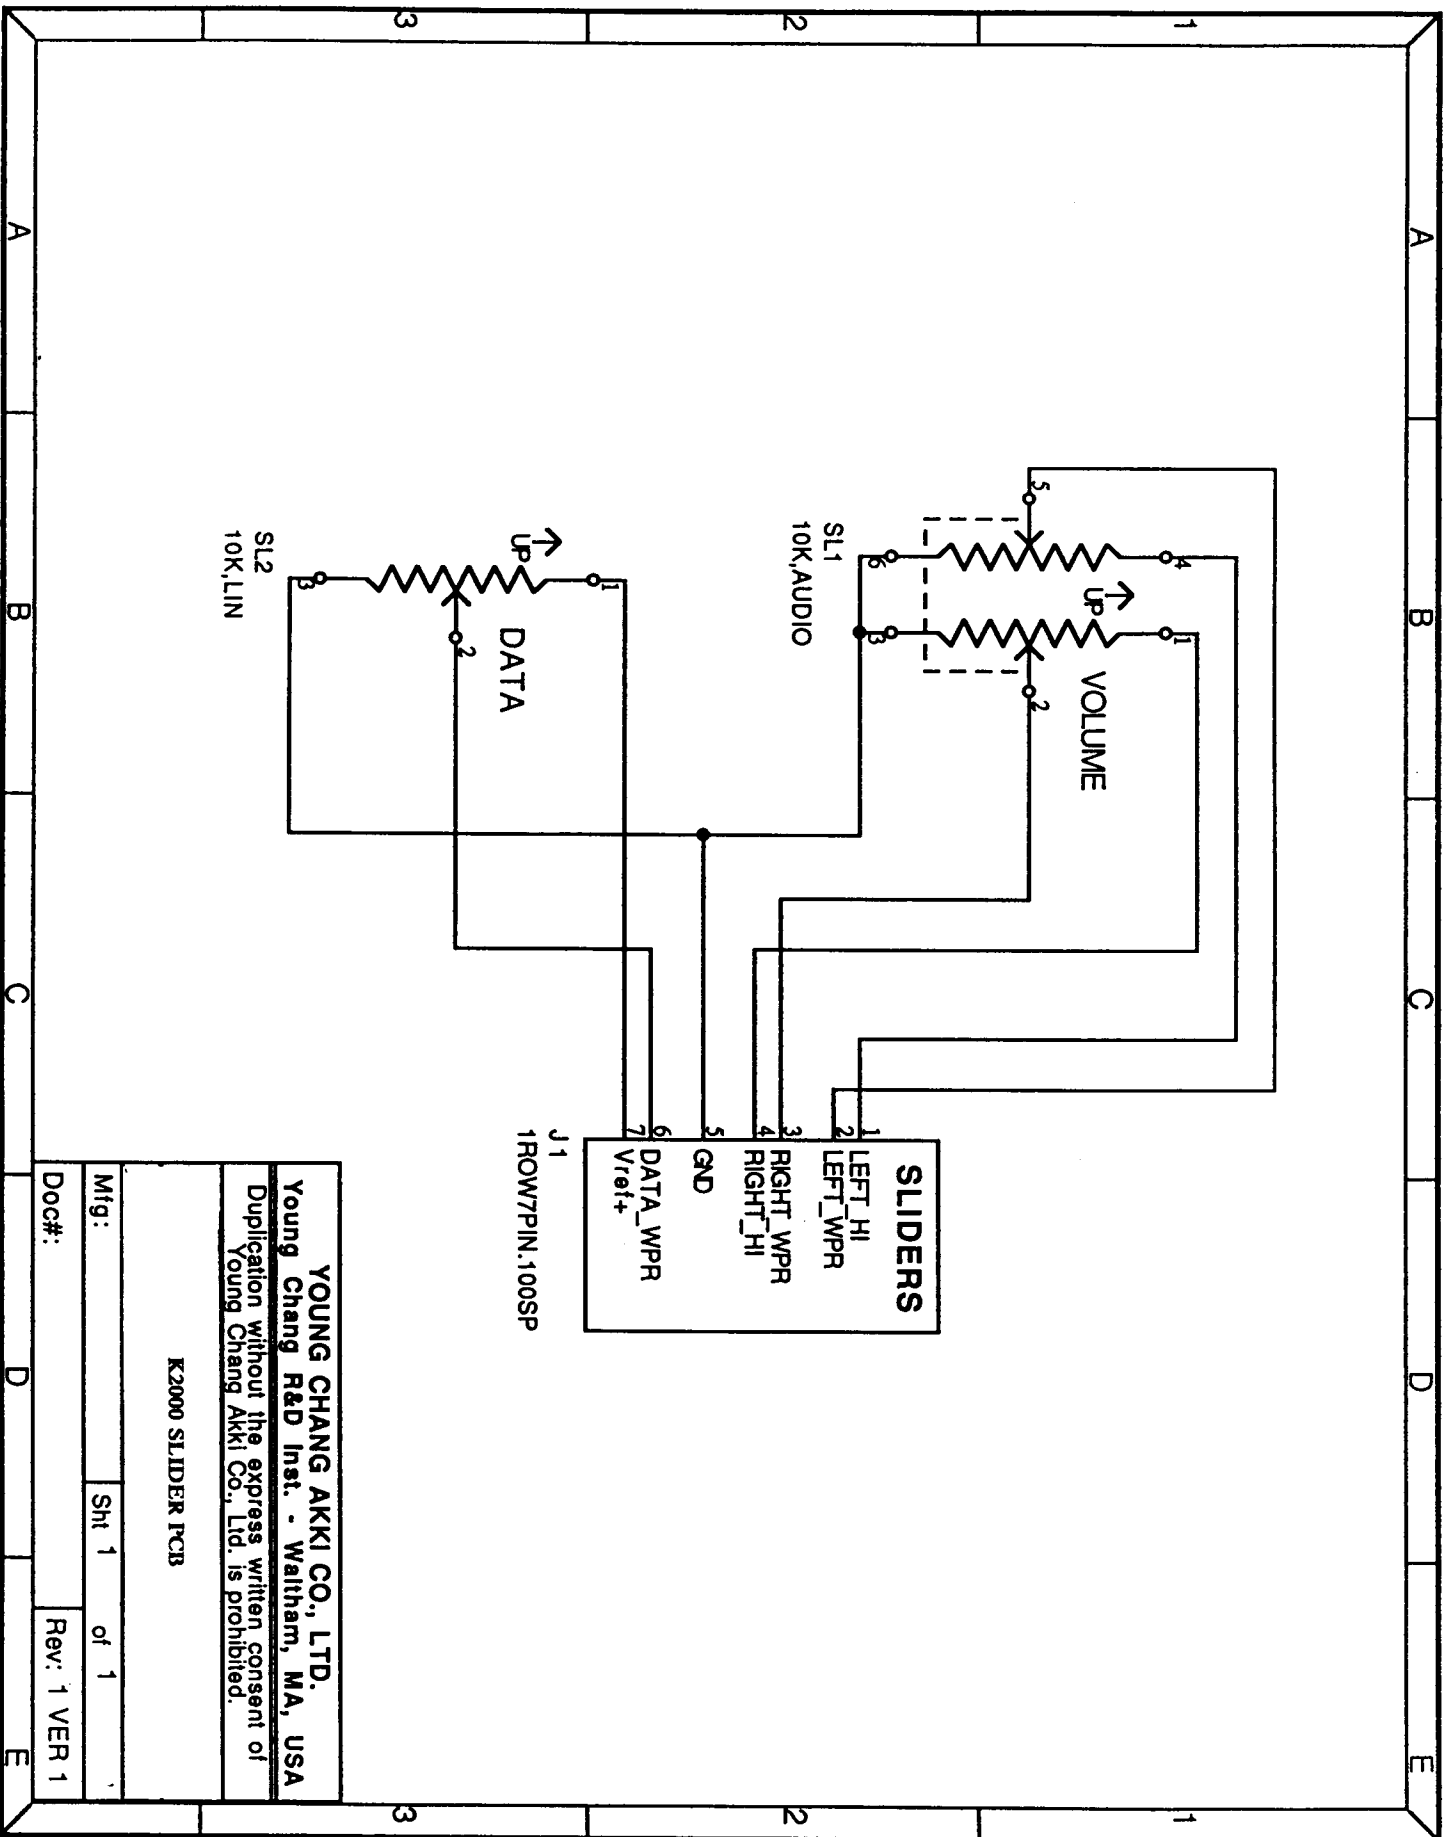 1
2
3
A
B
C
D
E
5
4
UP
1
VOLUME
2
6
3
SL1
10K,AUDIO
UP
1
DATA
2
3
SL2
10K,LIN
SLIDERS
1 LEFT_HI
2 LEFT_WPR
3 RIGHT_WPR
4 RIGHT_HI
5 GND
6 DATA_WPR
7 Vref+
J1
1ROW7PIN.100SP
YOUNG CHANG AKKI CO., LTD.
Young Chang R&D Inst. - Waltham, MA, USA
Duplication without the express written consent of
Young Chang Akki Co., Ltd. is prohibited.
K2000 SLIDER PCB
Mfg:
Sht 1 of 1
Doc#:
Rev: 1 VER 1
1
2
3
A
B
C
D
E